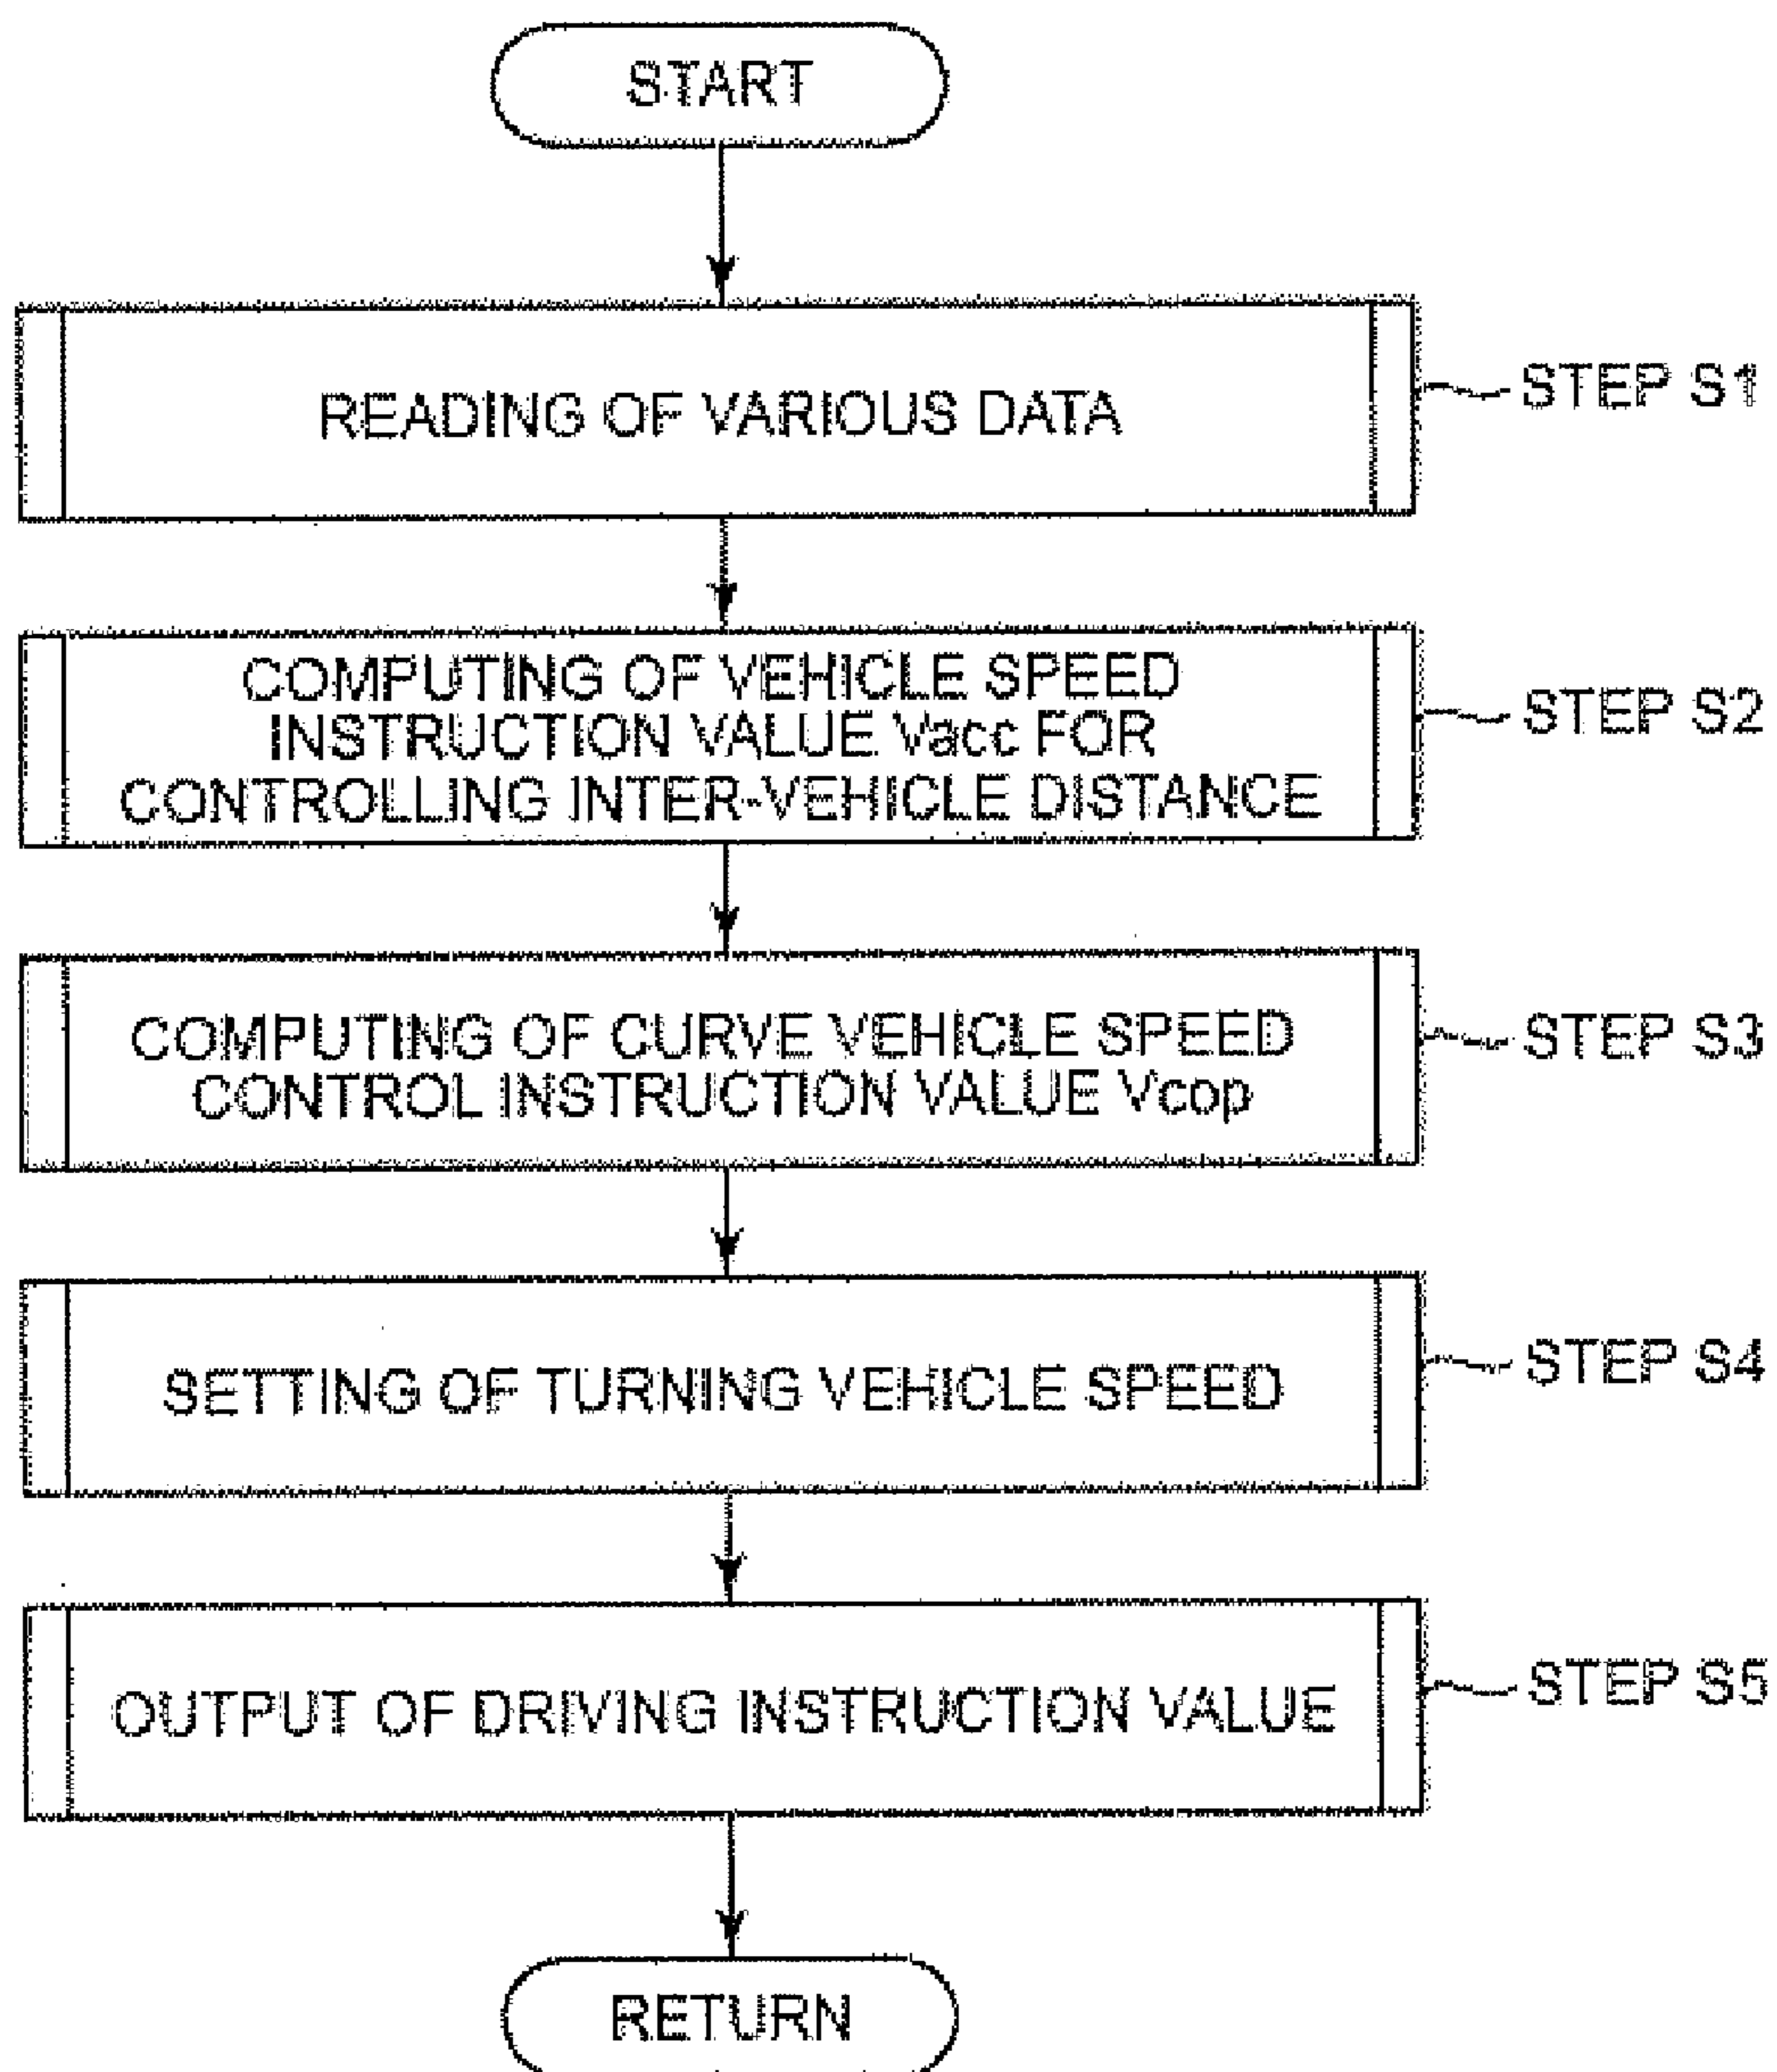 START
READING OF VARIOUS DATA
STEP S1
COMPUTING OF VEHICLE SPEED
INSTRUCTION VALUE Vacc FOR
CONTROLLING INTER-VEHICLE DISTANCE
STEP S2
COMPUTING OF CURVE VEHICLE SPEED
CONTROL INSTRUCTION VALUE Vcop
STEP S3
SETTING OF TURNING VEHICLE SPEED
STEP S4
OUTPUT OF DRIVING INSTRUCTION VALUE
STEP S5
RETURN